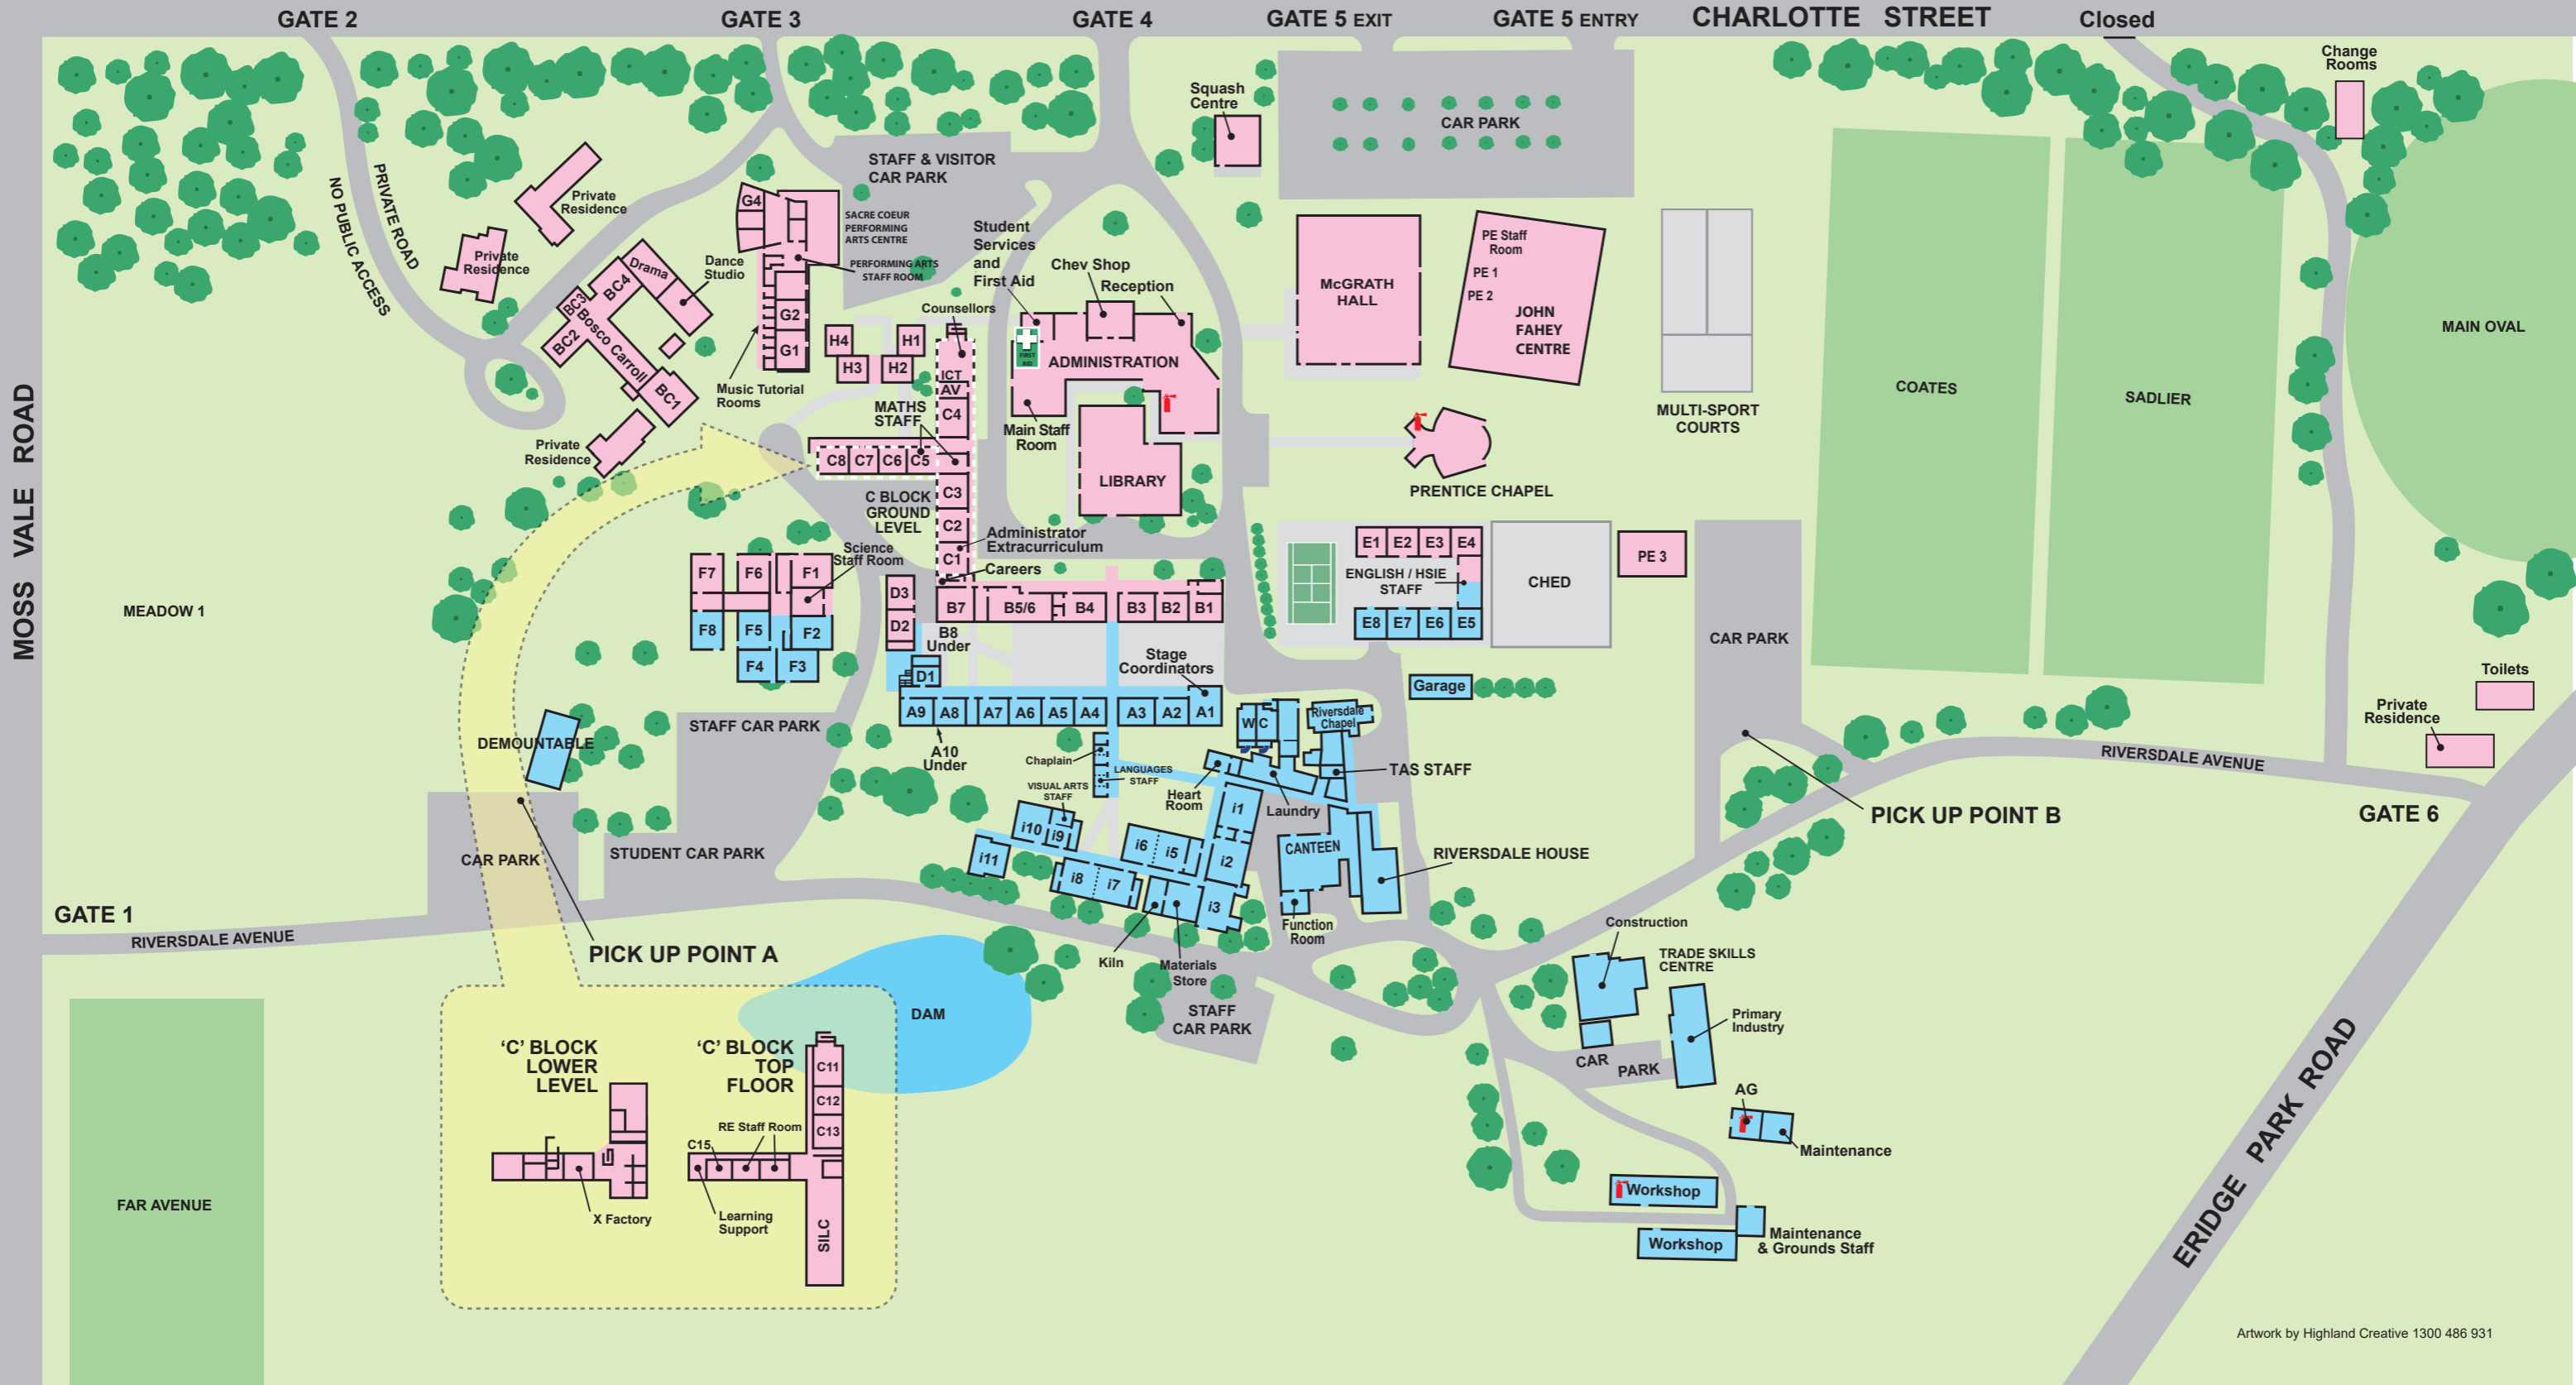 GATE 2
GATE 3
GATE 4
GATE 5 EXIT
GATE 5 ENTRY
CHARLOTTE STREET
Closed
MOSS VALE ROAD
PRIVATE ROAD
NO PUBLIC ACCESS
Private
Residence
Private
Residence
Private
Residence
BC4
BC3
BC2
Bosco Carroll
BC1
Drama
Dance
Studio
G4
G2
G1
SACRE COEUR
PERFORMING
ARTS CENTRE
PERFORMING ARTS
STAFF ROOM
Music Tutorial
Rooms
STAFF & VISITOR
CAR PARK
Student
Services
and
First Aid
Chev Shop
Reception
Counsellors
FIRST
AID
ADMINISTRATION
Main Staff
Room
LIBRARY
H4
H1
H3
H2
ICT
AV
C4
MATHS
STAFF
C8
C7
C6
C5
C3
C2
C1
C BLOCK
GROUND
LEVEL
Administrator
Extracurriculum
Careers
Squash
Centre
CAR PARK
McGRATH
HALL
PE Staff
Room
PE 1
PE 2
JOHN
FAHEY
CENTRE
MULTI-SPORT
COURTS
PRENTICE CHAPEL
COATES
SADLIER
MAIN OVAL
Change
Rooms
E1
E2
E3
E4
ENGLISH / HSIE
STAFF
E8
E7
E6
E5
CHED
PE 3
CAR PARK
Garage
MEADOW 1
F7
F6
F1
Science
Staff Room
F8
F5
F2
F4
F3
D3
D2
D1
B7
B5/6
B4
B3
B2
B1
B8
Under
Stage
Coordinators
A9
A8
A7
A6
A5
A4
A3
A2
A1
A10
Under
STAFF CAR PARK
DEMOUNTABLE
CAR PARK
STUDENT CAR PARK
Chaplain
LANGUAGES
STAFF
VISUAL ARTS
STAFF
W C
Riversdale
Chapel
TAS STAFF
Heart
Room
Laundry
i1
i2
i3
i6
i5
i10
i9
i11
i8
i7
CANTEEN
RIVERSDALE HOUSE
Function
Room
Kiln
Materials
Store
STAFF
CAR PARK
DAM
GATE 1
RIVERSDALE AVENUE
PICK UP POINT A
PICK UP POINT B
RIVERSDALE AVENUE
GATE 6
Toilets
Private
Residence
ERIDGE PARK ROAD
Construction
TRADE SKILLS
CENTRE
Primary
Industry
CAR PARK
AG
Maintenance
Workshop
Workshop
Maintenance
& Grounds Staff
FAR AVENUE
‘C’ BLOCK
LOWER
LEVEL
X Factory
‘C’ BLOCK
TOP
FLOOR
C11
C12
C13
C15
RE Staff Room
Learning
Support
SILC
Artwork by Highland Creative 1300 486 931